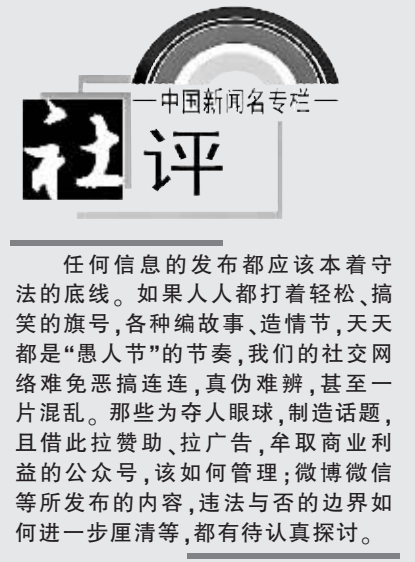 中国新闻名专栏
社评
任何信息的发布都应该本着守
法的底线。如果人人都打着轻松、搞
笑的旗号,各种编故事、造情节,天天
都是“愚人节”的节奏,我们的社交网
络难免恶搞连连,真伪难辨,甚至一
片混乱。那些为夺人眼球,制造话题,
且借此拉赞助、拉广告,牟取商业利
益的公众号,该如何管理;微博微信
等所发布的内容,违法与否的边界如
何进一步厘清等,都有待认真探讨。